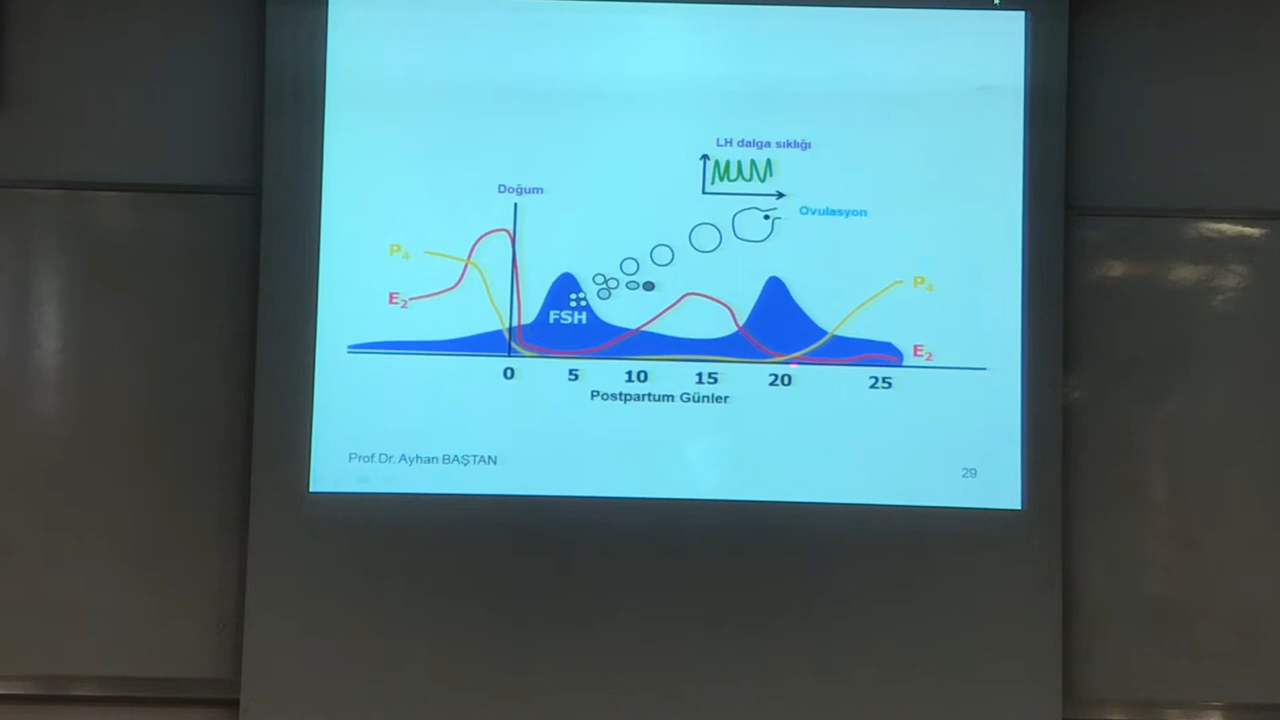 LH dalga sıklığı
Doğum
Ovulasyon
P4
E2
FSH
P4
E2
0 5 10 15 20 25
Postpartum Günler
Prof.Dr. Ayhan BAŞTAN
29